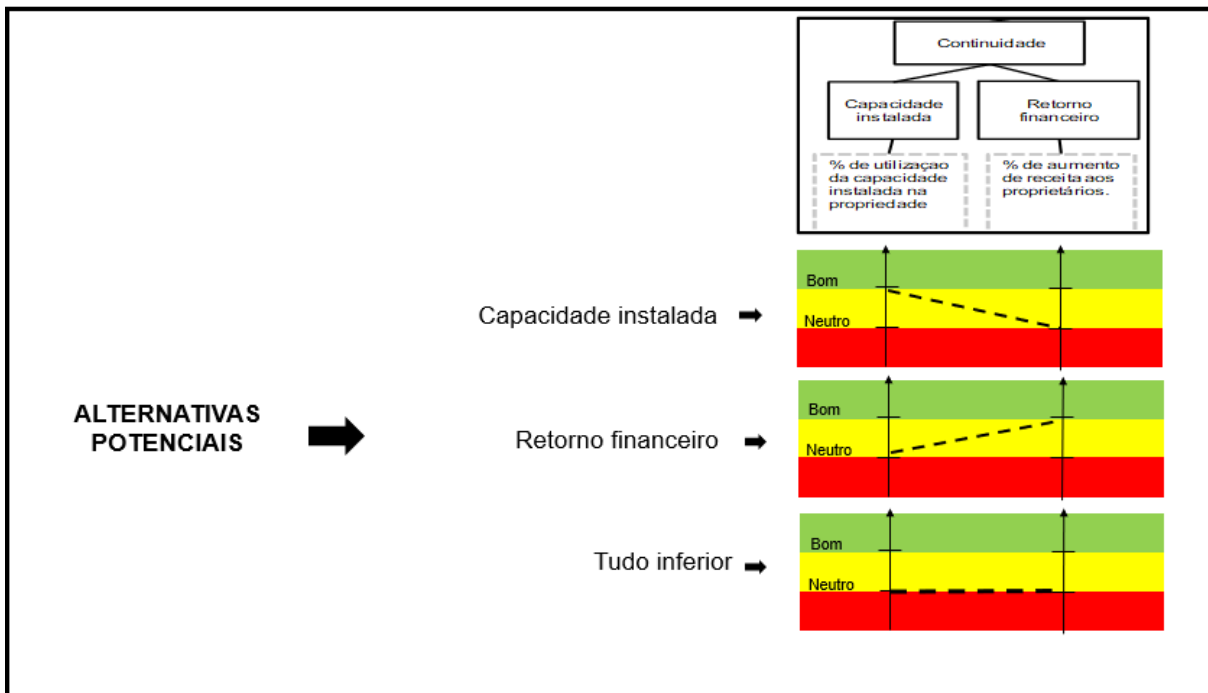 Continuidade
Capacidade
instalada
Retorno
financeiro
% de utilizaçao
da capacidade
instalada na
propriedade
% de aumento
de receita aos
proprietários.
Capacidade instalada
Bom
Neutro
ALTERNATIVAS
POTENCIAIS
Retorno financeiro
Bom
Neutro
Tudo inferior
Bom
Neutro